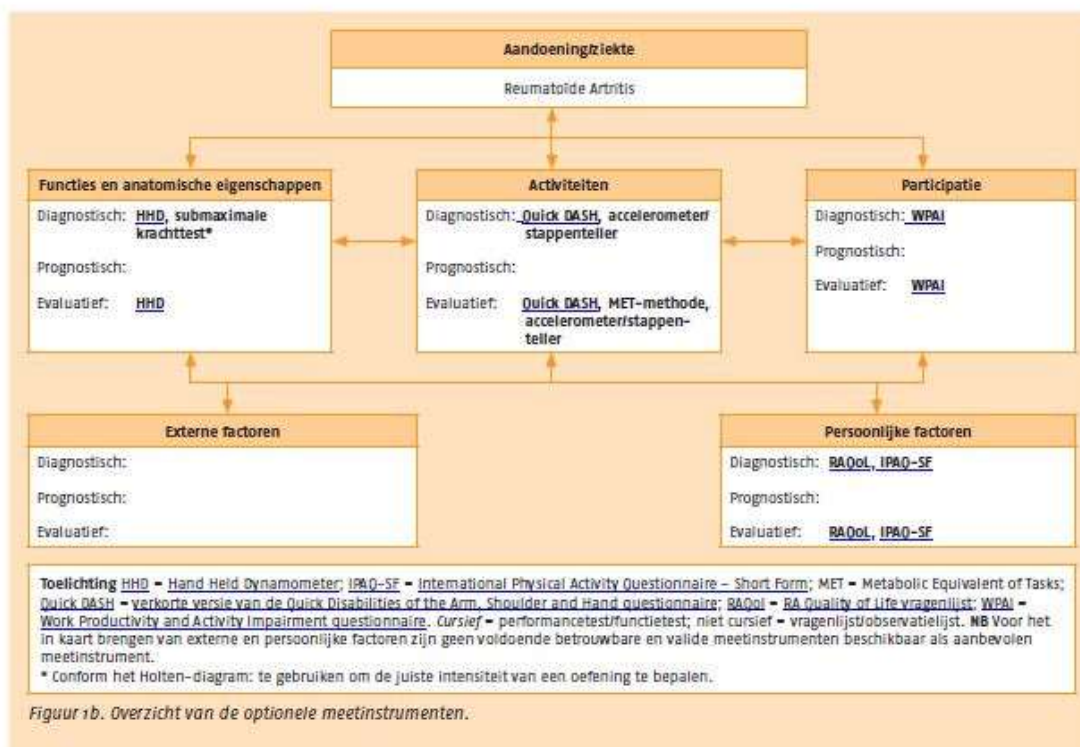 Aandoening/ziekte
Reumatoïde Artritis
Functies en anatomische eigenschappen
Diagnostisch: HHD, submaximale
krachttest*
Prognostisch:
Evaluatief: HHD
Activiteiten
Diagnostisch: Quick DASH, accelerometer/
stappenteller
Prognostisch:
Evaluatief: Quick DASH, MET-methode,
accelerometer/stappen-
teller
Participatie
Diagnostisch: WPAI
Prognostisch:
Evaluatief: WPAI
Externe factoren
Diagnostisch:
Prognostisch:
Evaluatief:
Persoonlijke factoren
Diagnostisch: RAQoL, IPAQ-SF
Prognostisch:
Evaluatief: RAQoL, IPAQ-SF
Toelichting HHD = Hand Held Dynamometer; IPAQ-SF = International Physical Activity Questionnaire – Short Form; MET = Metabolic Equivalent of Tasks;
Quick DASH = verkorte versie van de Quick Disabilities of the Arm, Shoulder and Hand questionnaire; RAQol = RA Quality of Life vragenlijst; WPAI =
Work Productivity and Activity Impairment questionnaire. Cursief = performancetest/functietest; niet cursief = vragenlijst/observatielijst. NB Voor het
in kaart brengen van externe en persoonlijke factoren zijn geen voldoende betrouwbare en valide meetinstrumenten beschikbaar als aanbevolen
meetinstrument.
* Conform het Holten-diagram: te gebruiken om de juiste intensiteit van een oefening te bepalen.
Figuur 1b. Overzicht van de optionele meetinstrumenten.